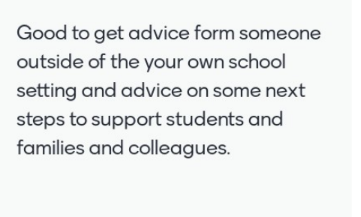 Good to get advice form someone
outside of the your own school
setting and advice on some next
steps to support students and
families and colleagues.